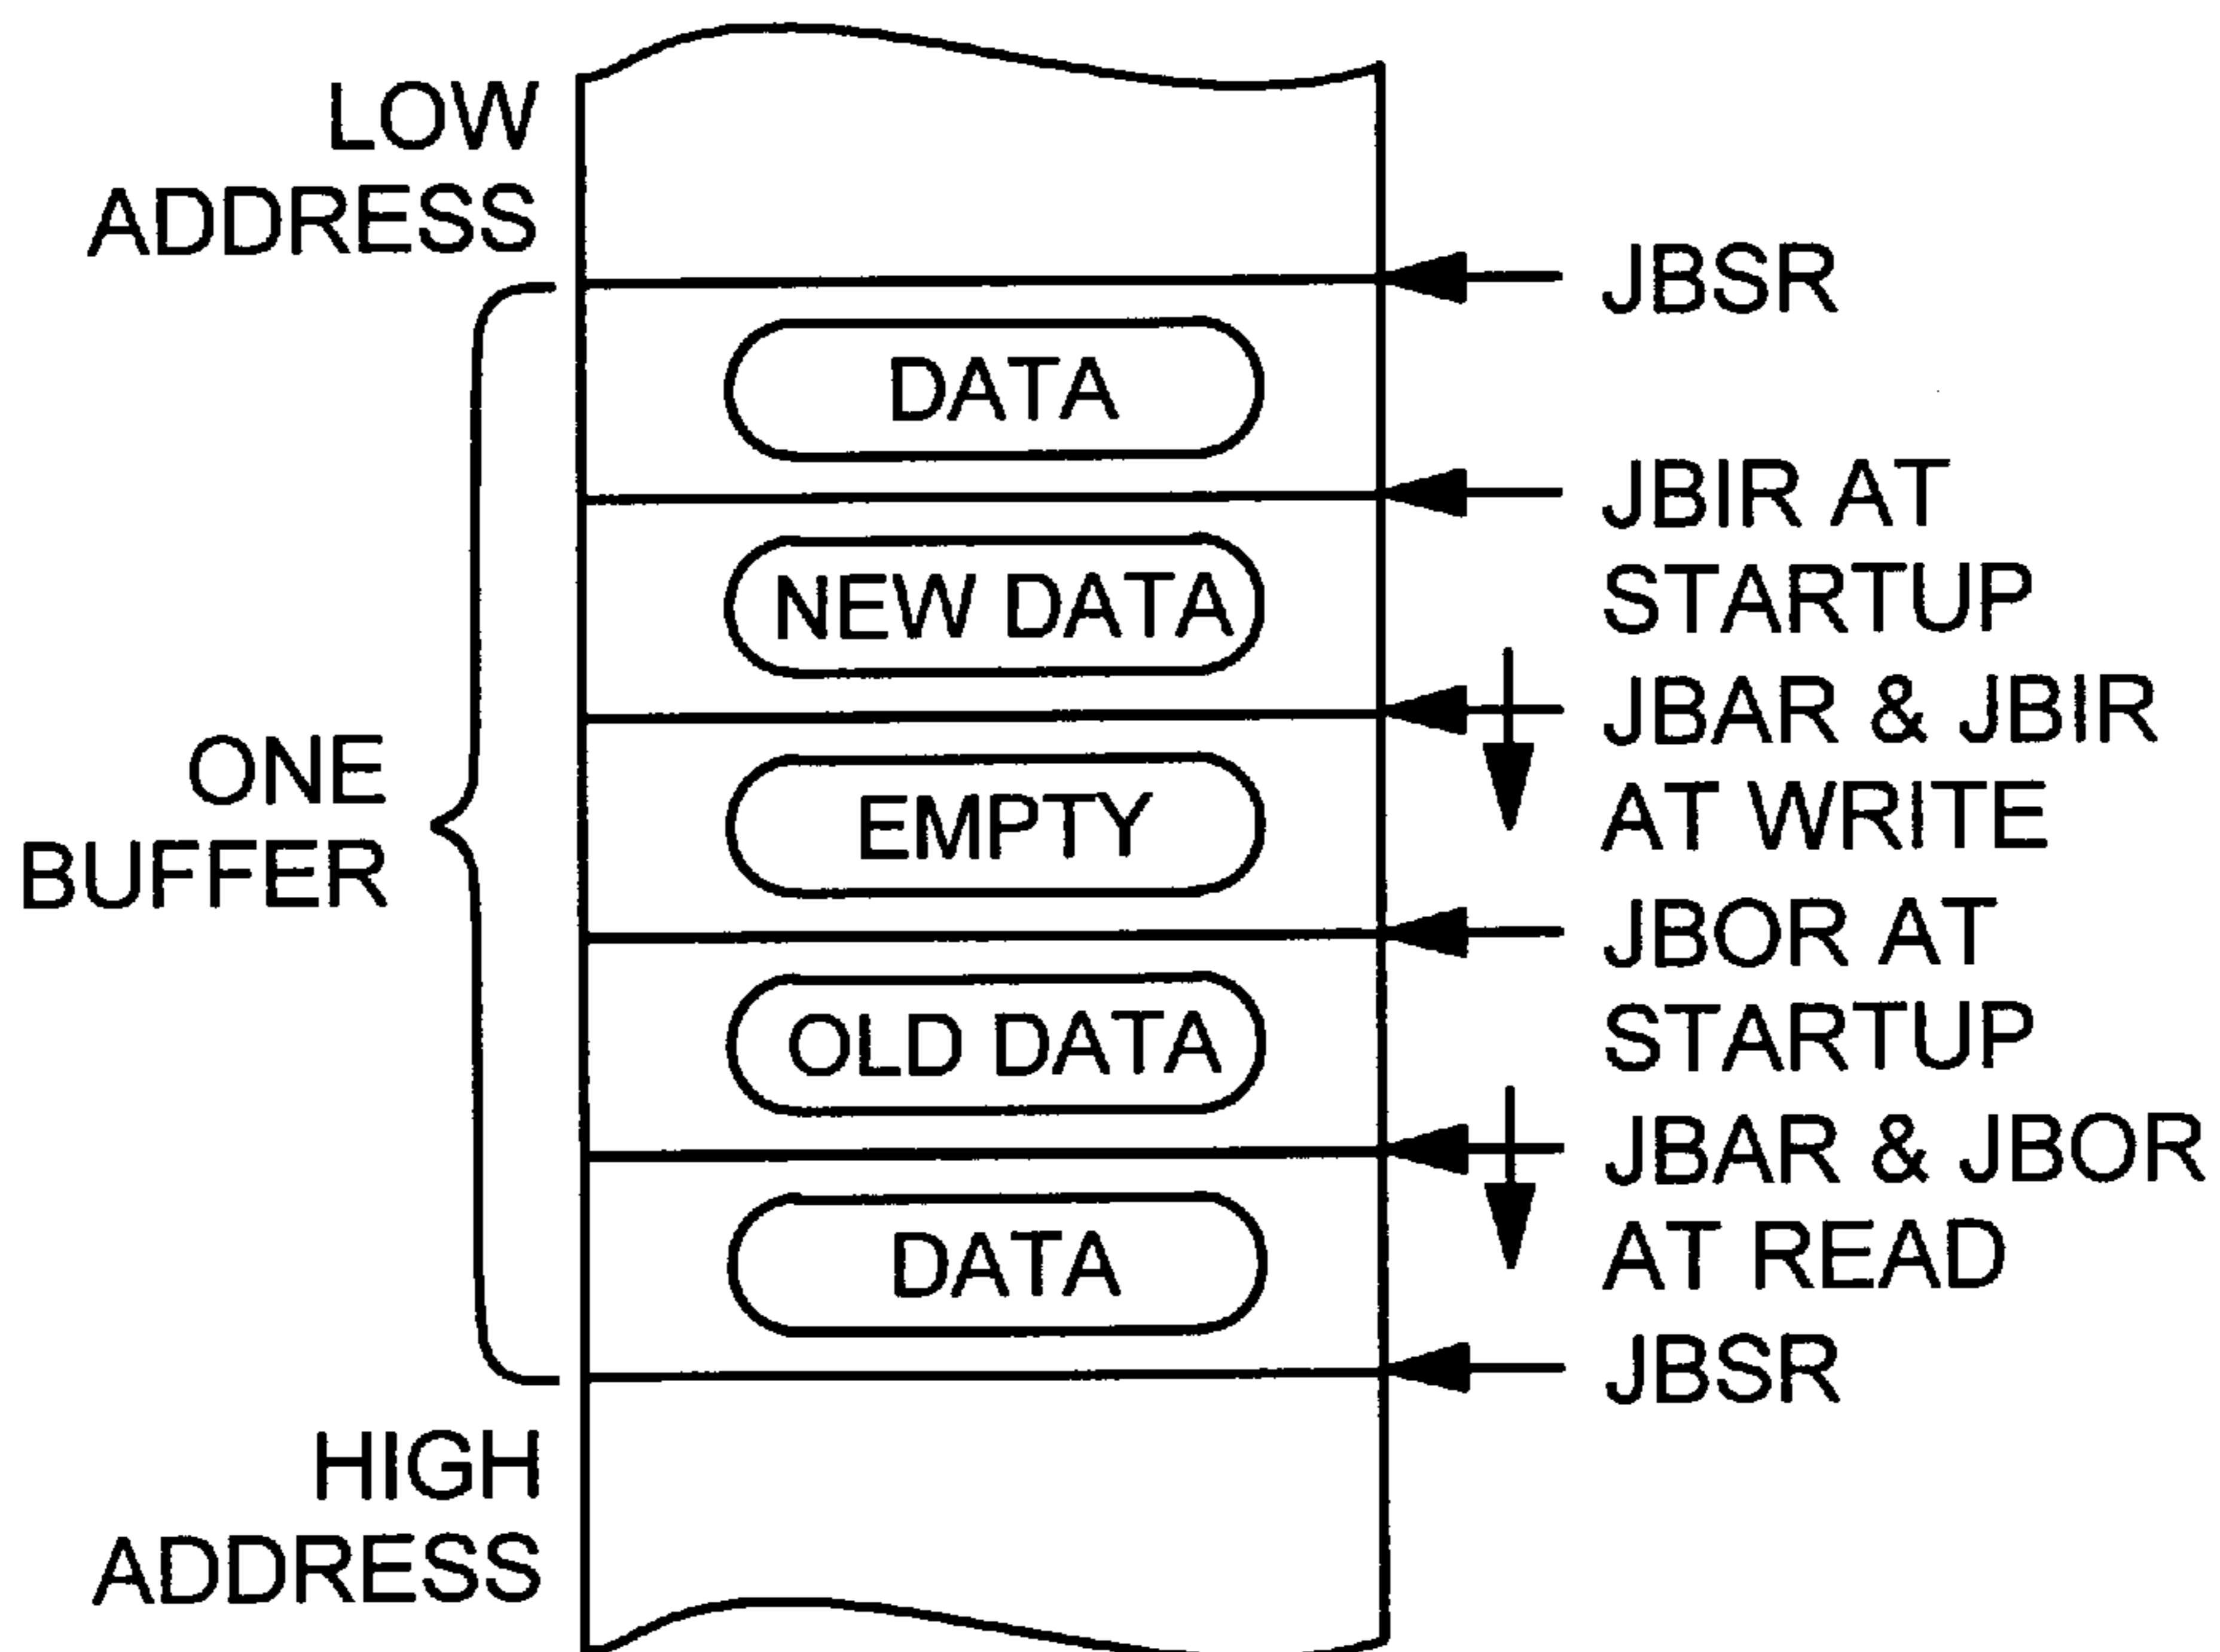 LOW
ADDRESS
JBSR
DATA
JBIR AT
STARTUP
NEW DATA
JBAR & JBIR
AT WRITE
ONE
BUFFER
EMPTY
JBOR AT
STARTUP
OLD DATA
JBAR & JBOR
AT READ
DATA
JBSR
HIGH
ADDRESS